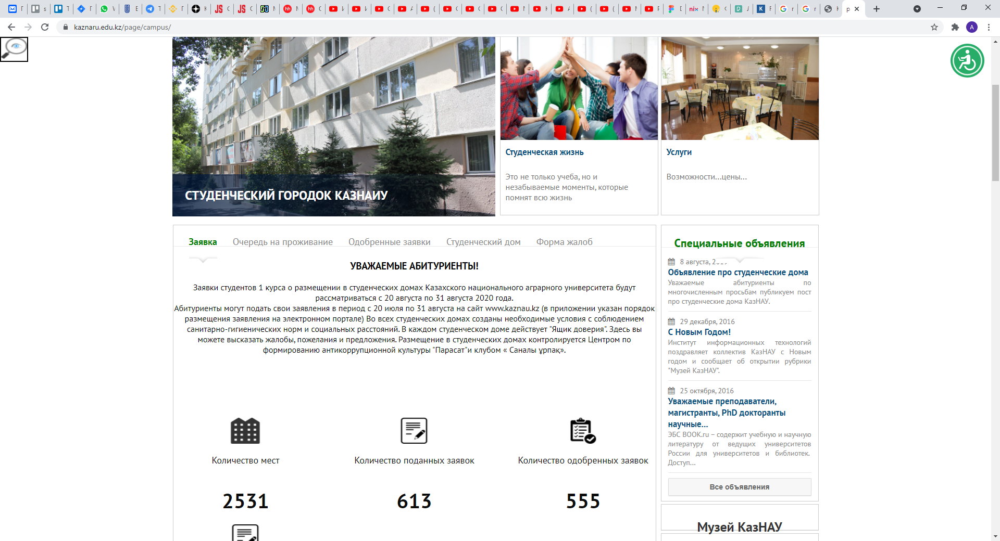 kaznaru.edu.kz/page/campus/
A
СТУДЕНЧЕСКИЙ ГОРОДОК КАЗНАИУ
Студенческая жизнь
Это не только учеба, но и
незабываемые моменты, которые
помнят всю жизнь
Услуги
Возможности...цены...
Заявка
Очередь на проживание
Одобренные заявки
Студенческий дом
Форма жалоб
УВАЖАЕМЫЕ АБИТУРИЕНТЫ!
Заявки студентов 1 курса о размещении в студенческих домах Казахского национального аграрного университета будут
рассматриваться с 20 августа по 31 августа 2020 года.
Абитуриенты могут подать свои заявления в период с 20 июля по 31 августа на сайт www.kaznau.kz (в приложении указан порядок
размещения заявления на электронном портале) Во всех студенческих домах созданы необходимые условия с соблюдением
санитарно-гигиенических норм и социальных расстояний. В каждом студенческом доме действует "Ящик доверия". Здесь вы
можете высказать жалобы, пожелания и предложения. Размещение в студенческих домах контролируется Центром по
формированию антикоррупционной культуры "Парасат"и клубом « Саналы ұрпақ».
Количество мест
Количество поданных заявок
Количество одобренных заявок
2531
613
555
Специальные объявления
8 августа,
Объявление про студенческие дома
Уважаемые абитуриенты по
многочисленным просьбам публикуем пост
про студенческие дома КазНАУ.
29 декабря, 2016
С Новым Годом!
Институт информационных технологий
поздравляет коллектив КазНАУ с Новым
годом и сообщает об открытии рубрики
"Музей КазНАУ".
25 октября, 2016
Уважаемые преподаватели,
магистранты, PhD докторанты
научные...
ЭБС BOOK.ru – содержит учебную и научную
литературу от ведущих университетов
России для университетов и библиотек.
Доступ...
Все объявления
Музей КазНАУ